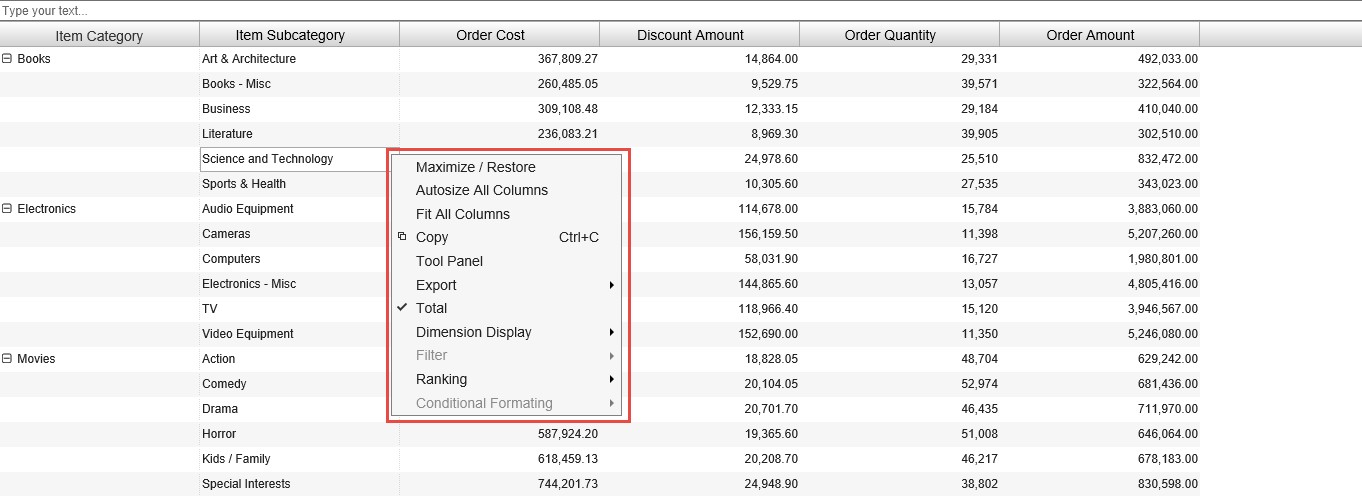 Type your text...
Item Category Item Subcategory Order Cost Discount Amount Order Quantity Order Amount
Books Art & Architecture 367,809.27 14,864.00 29,331 492,033.00
Books - Misc 260,485.05 9,529.75 39,571 322,564.00
Business 309,108.48 12,333.15 29,184 410,040.00
Literature 236,083.21 8,969.30 39,905 302,510.00
Science and Technology 24,978.60 25,510 832,472.00
Sports & Health 10,305.60 27,535 343,023.00
Electronics Audio Equipment 114,678.00 15,784 3,883,060.00
Cameras 156,159.50 11,398 5,207,260.00
Computers 58,031.90 16,727 1,980,801.00
Electronics - Misc 144,865.60 13,057 4,805,416.00
TV 118,966.40 15,120 3,946,567.00
Video Equipment 152,690.00 11,350 5,246,080.00
Movies Action 18,828.05 48,704 629,242.00
Comedy 20,104.05 52,974 681,436.00
Drama 20,701.70 46,435 711,970.00
Horror 587,924.20 19,365.60 51,008 646,064.00
Kids / Family 618,459.13 20,208.70 46,217 678,183.00
Special Interests 744,201.73 24,948.90 38,802 830,598.00
Maximize / Restore
Autosize All Columns
Fit All Columns
Copy Ctrl+C
Tool Panel
Export
Total
Dimension Display
Filter
Ranking
Conditional Formating